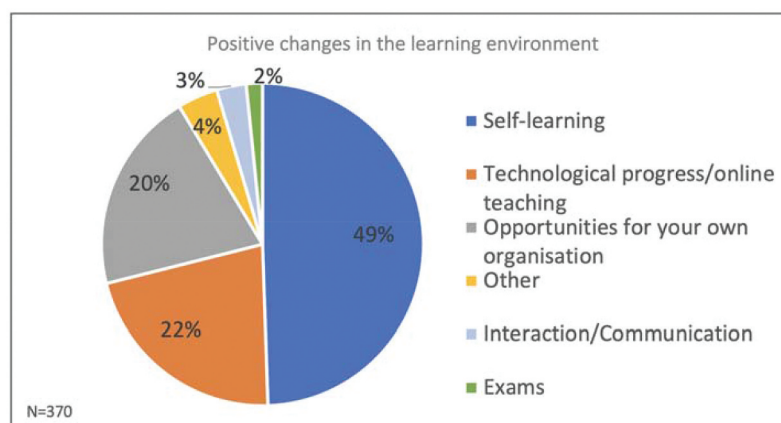 Positive changes in the learning environment
3%
2%
4%
20%
49%
22%
Self-learning
Technological progress/online
teaching
Opportunities for your own
organisation
Other
Interaction/Communication
Exams
N=370